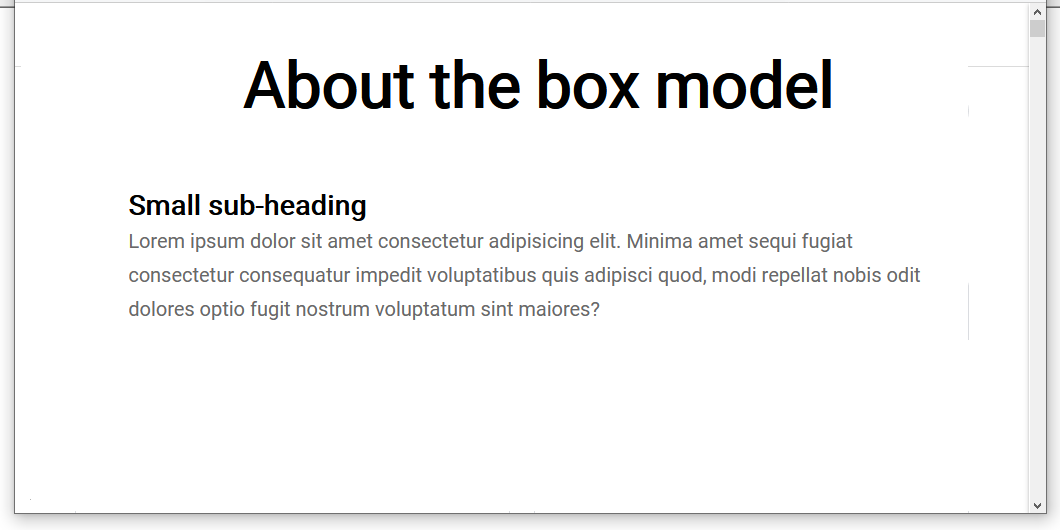 About the box model
Small sub-heading
Lorem ipsum dolor sit amet consectetur adipisicing elit. Minima amet sequi fugiat
consectetur consequatur impedit voluptatibus quis adipisci quod, modi repellat nobis odit
dolores optio fugit nostrum voluptatum sint maiores?